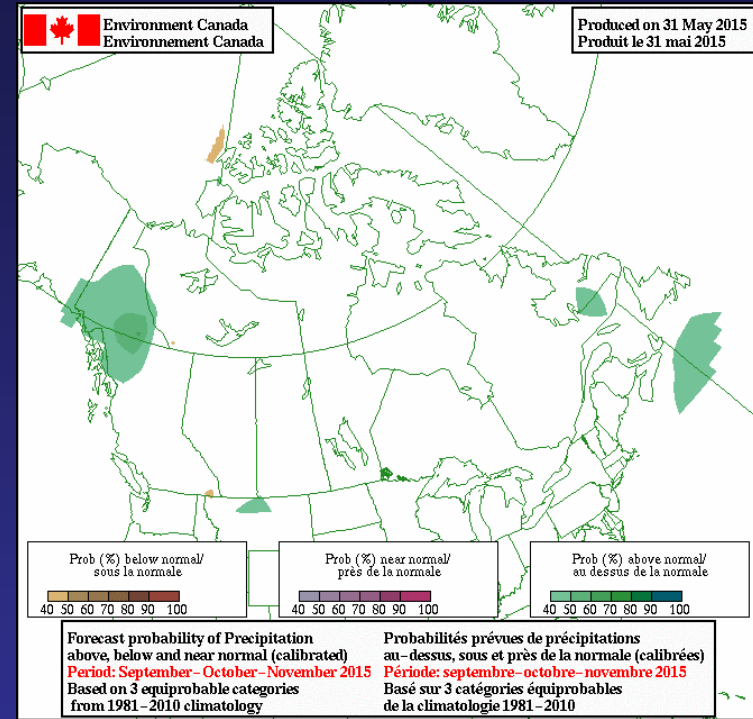 Environment Canada
Environnement Canada
Produced on 31 May 2015
Produit le 31 mai 2015
Prob (%) below normal/
sous la normale
40 50 60 70 80 90 100
Prob (%) near normal/
près de la normale
40 50 60 70 80 90 100
Prob (%) above normal/
au dessus de la normale
40 50 60 70 80 90 100
Forecast probability of Precipitation
above, below and near normal (calibrated)
Period: September-October-November 2015
Based on 3 equiprobable categories
from 1981-2010 climatology
Probabilités prévues de précipitations
au-dessus, sous et près de la normale (calibrées)
Période: septembre-octobre-novembre 2015
Basé sur 3 catégories équiprobables
de la climatologie 1981-2010